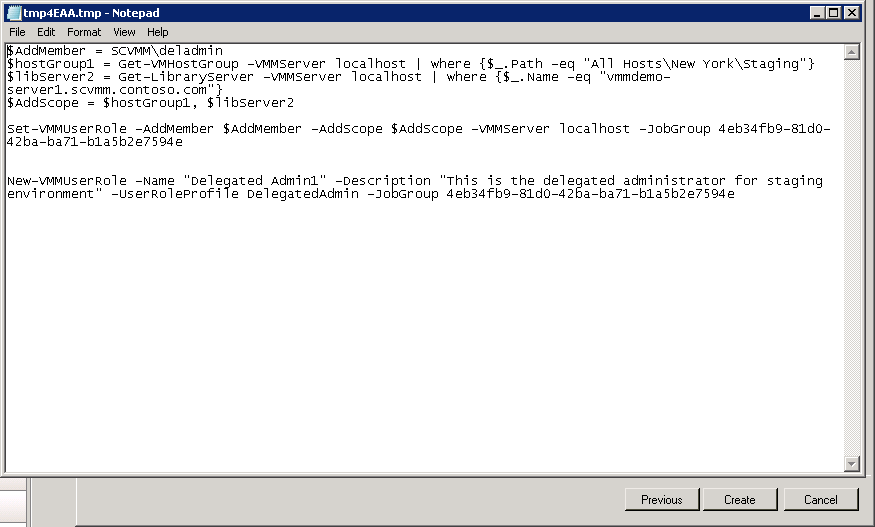 tmp4EAA.tmp - Notepad
File Edit Format View Help
$AddMember = SCVMM\deladmin
$hostGroup1 = Get-VMHostGroup -VMMServer localhost | where {$_.Path -eq "All Hosts\New York\Staging"}
$libServer2 = Get-LibraryServer -VMMServer localhost | where {$_.Name -eq "vmmdemo-
server1.scvmm.contoso.com"}
$AddScope = $hostGroup1, $libServer2
Set-VMMUserRole -AddMember $AddMember -AddScope $AddScope -VMMServer localhost -JobGroup 4eb34fb9-81d0-
42ba-ba71-b1a5b2e7594e
New-VMMUserRole -Name "Delegated Admin1" -Description "This is the delegated administrator for staging
environment" -UserRoleProfile DelegatedAdmin -JobGroup 4eb34fb9-81d0-42ba-ba71-b1a5b2e7594e
Previous Create Cancel